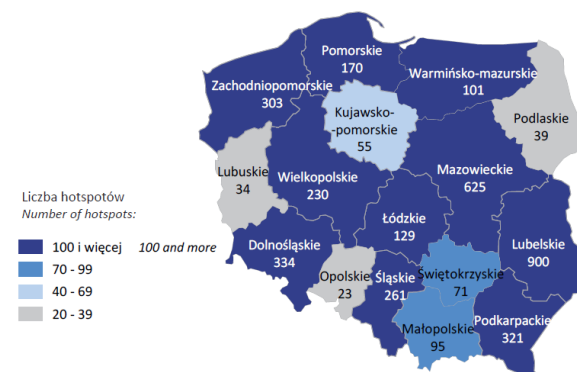 Pomorskie
170
Zachodniopomorskie
303
Warmińsko-mazurskie
101
Kujawsko-
-pomorskie
55
Podlaskie
39
Lubuskie
34
Wielkopolskie
230
Mazowieckie
625
Liczba hotspotów
Number of hotspots:
100 i więcej 100 and more
70 - 99
40 - 69
20 - 39
Łódzkie
129
Dolnośląskie
334
Lubelskie
900
Opolskie
23
Śląskie
261
Świętokrzyskie
71
Małopolskie
95
Podkarpackie
321